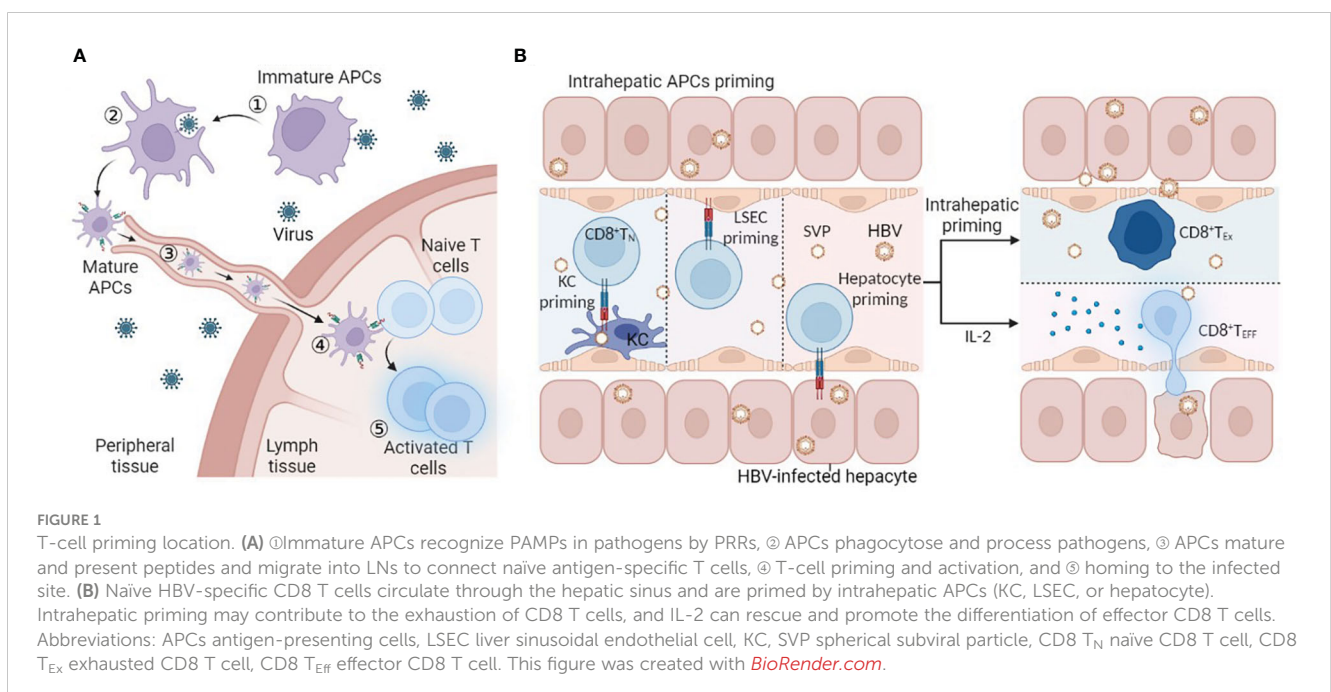 A
Immature APCs
①
②
Mature
APCs
③
Virus
Naive T
cells
④
⑤
Activated T
cells
Peripheral
tissue
Lymph
tissue
B
Intrahepatic APCs priming
CD8⁺T_N
KC
priming
KC
LSEC
priming
SVP
HBV
Hepatocyte
priming
HBV-infected hepacyte
Intrahepatic
priming
IL-2
CD8⁺T_Ex
CD8⁺T_EFF
FIGURE 1
T-cell priming location. (A) ①Immature APCs recognize PAMPs in pathogens by PRRs, ② APCs phagocytose and process pathogens, ③ APCs mature
and present peptides and migrate into LNs to connect naïve antigen-specific T cells, ④ T-cell priming and activation, and ⑤ homing to the infected
site. (B) Naïve HBV-specific CD8 T cells circulate through the hepatic sinus and are primed by intrahepatic APCs (KC, LSEC, or hepatocyte).
Intrahepatic priming may contribute to the exhaustion of CD8 T cells, and IL-2 can rescue and promote the differentiation of effector CD8 T cells.
Abbreviations: APCs antigen-presenting cells, LSEC liver sinusoidal endothelial cell, KC, SVP spherical subviral particle, CD8 T_N naïve CD8 T cell, CD8
T_Ex exhausted CD8 T cell, CD8 T_Eff effector CD8 T cell. This figure was created with BioRender.com.